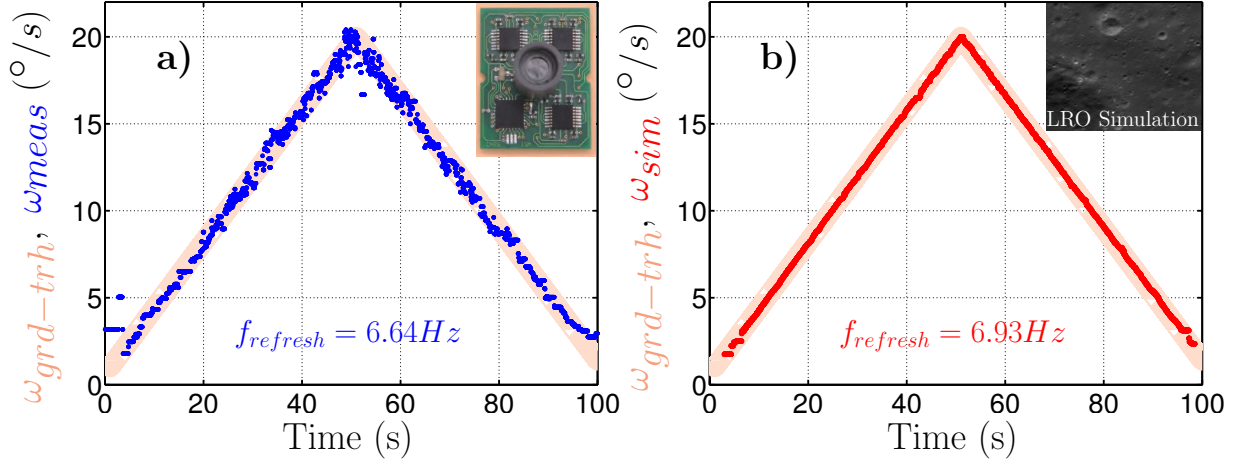 a)
ω_grd−trh, ω_meas (°/s)
20
15
10
5
0
f_refresh = 6.64Hz
0 20 40 60 80 100
Time (s)
b)
LRO Simulation
ω_grd−trh, ω_sim (°/s)
20
15
10
5
0
f_refresh = 6.93Hz
0 20 40 60 80 100
Time (s)